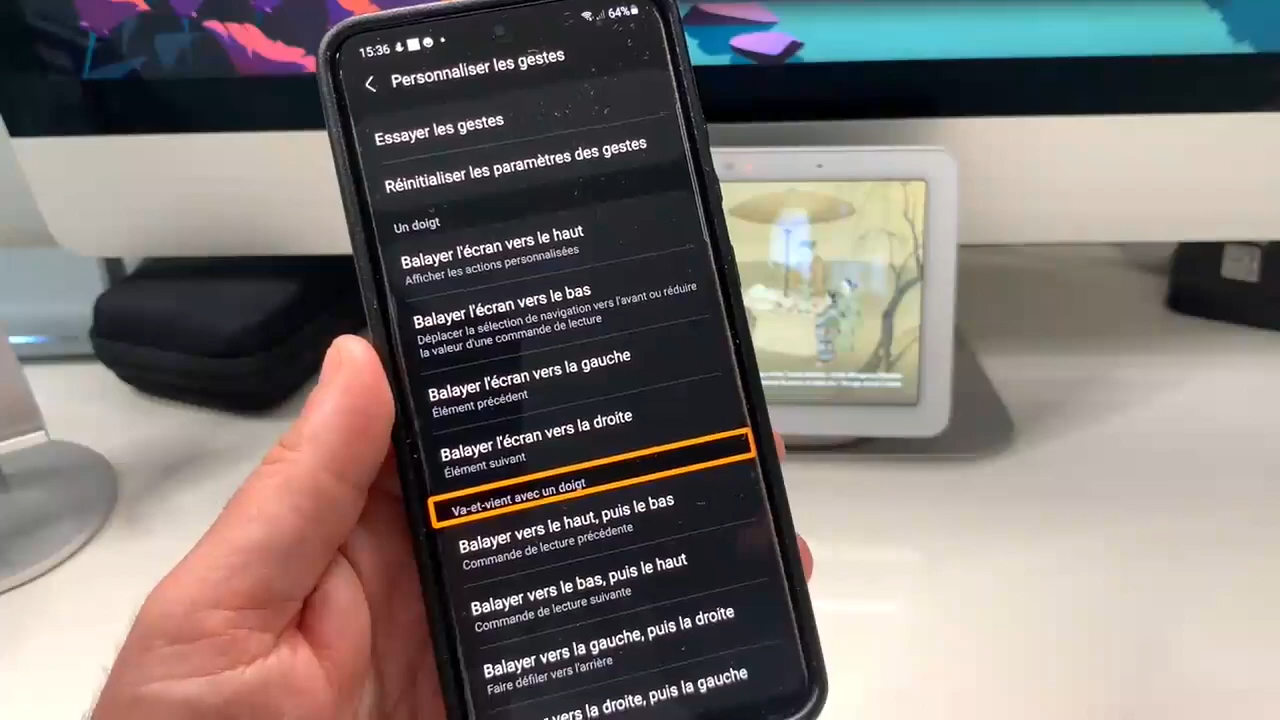 15:36
64%
Personnaliser les gestes
Essayer les gestes
Réinitialiser les paramètres des gestes
Un doigt
Balayer l'écran vers le haut
Afficher les actions personnalisées
Balayer l'écran vers le bas
Déplacer la sélection de navigation vers l'avant ou réduire
la valeur d'une commande de lecture
Balayer l'écran vers la gauche
Élément précédent
Balayer l'écran vers la droite
Élément suivant
Va-et-vient avec un doigt
Balayer vers le haut, puis le bas
Commande de lecture précédente
Balayer vers le bas, puis le haut
Commande de lecture suivante
Balayer vers la gauche, puis la droite
Faire défiler vers l'arrière
vers la droite, puis la gauche